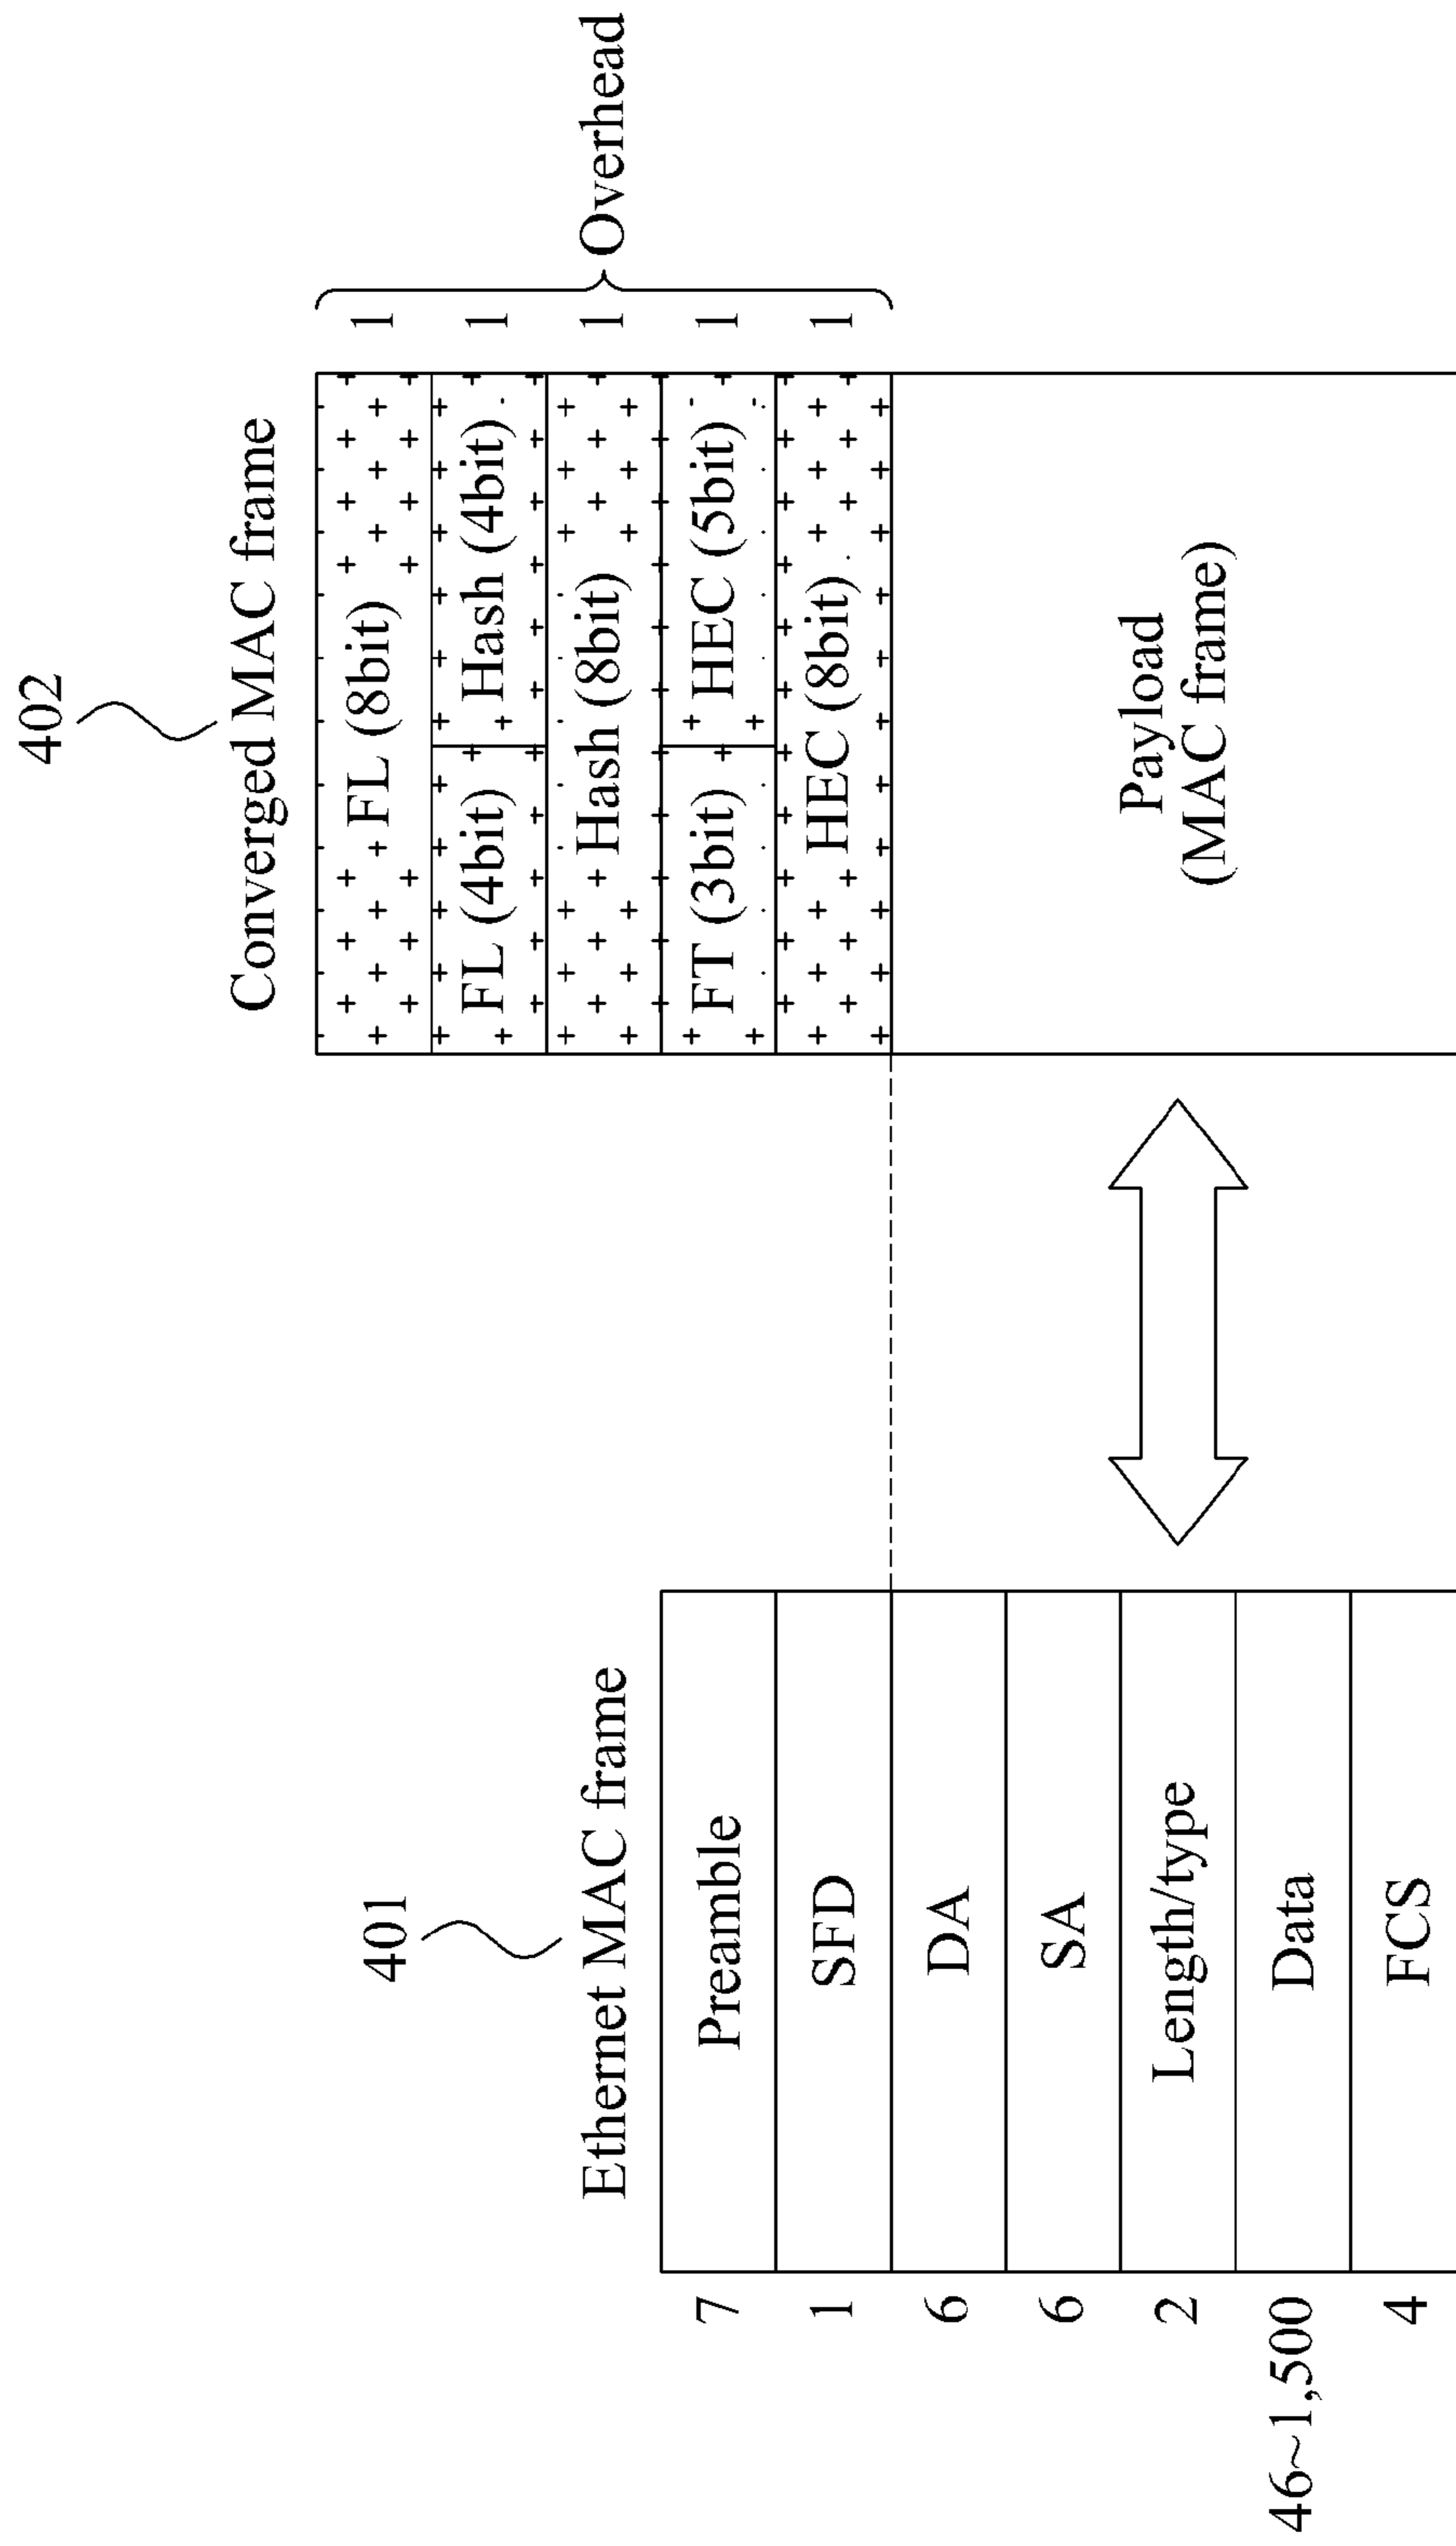 401
Ethernet MAC frame
7 Preamble
1 SFD
6 DA
6 SA
2 Length/type
46~1,500 Data
4 FCS
402
Converged MAC frame
FL (8bit) 1
FL (4bit) Hash (4bit) 1
Hash (8bit) 1
FT (3bit) HEC (5bit) 1
HEC (8bit) 1
Overhead
Payload
(MAC frame)